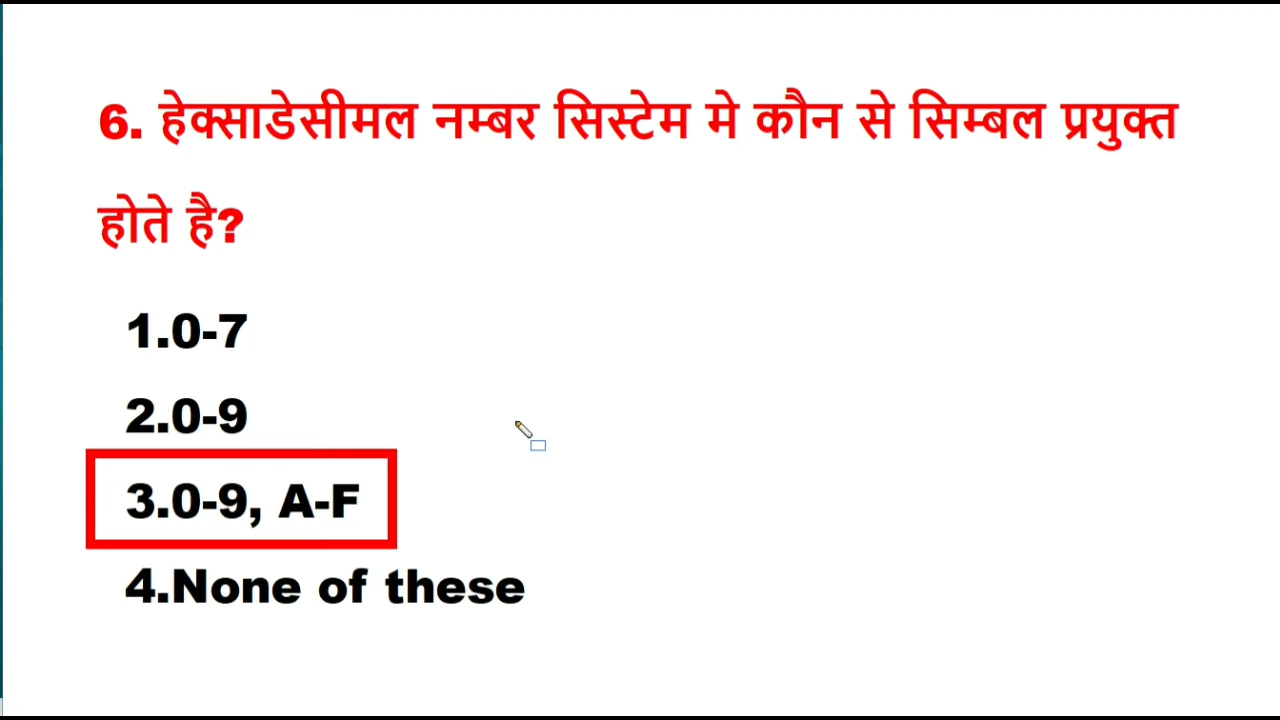 6. हेक्साडेसीमल नम्बर सिस्टेम मे कौन से सिम्बल प्रयुक्त
होते है?
1.0-7
2.0-9
3.0-9, A-F
4.None of these